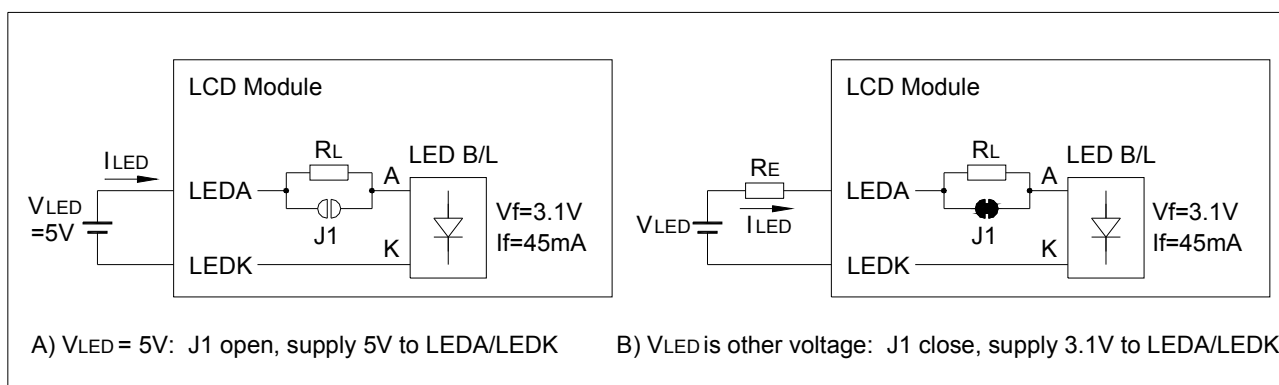 LCD Module
RL
LED B/L
ILED
LEDA
A
VLED
=5V
J1
Vf=3.1V
If=45mA
K
LEDK
A) VLED = 5V: J1 open, supply 5V to LEDA/LEDK
LCD Module
RL
LED B/L
RE
LEDA
A
VLED
ILED
J1
Vf=3.1V
If=45mA
K
LEDK
B) VLED is other voltage: J1 close, supply 3.1V to LEDA/LEDK